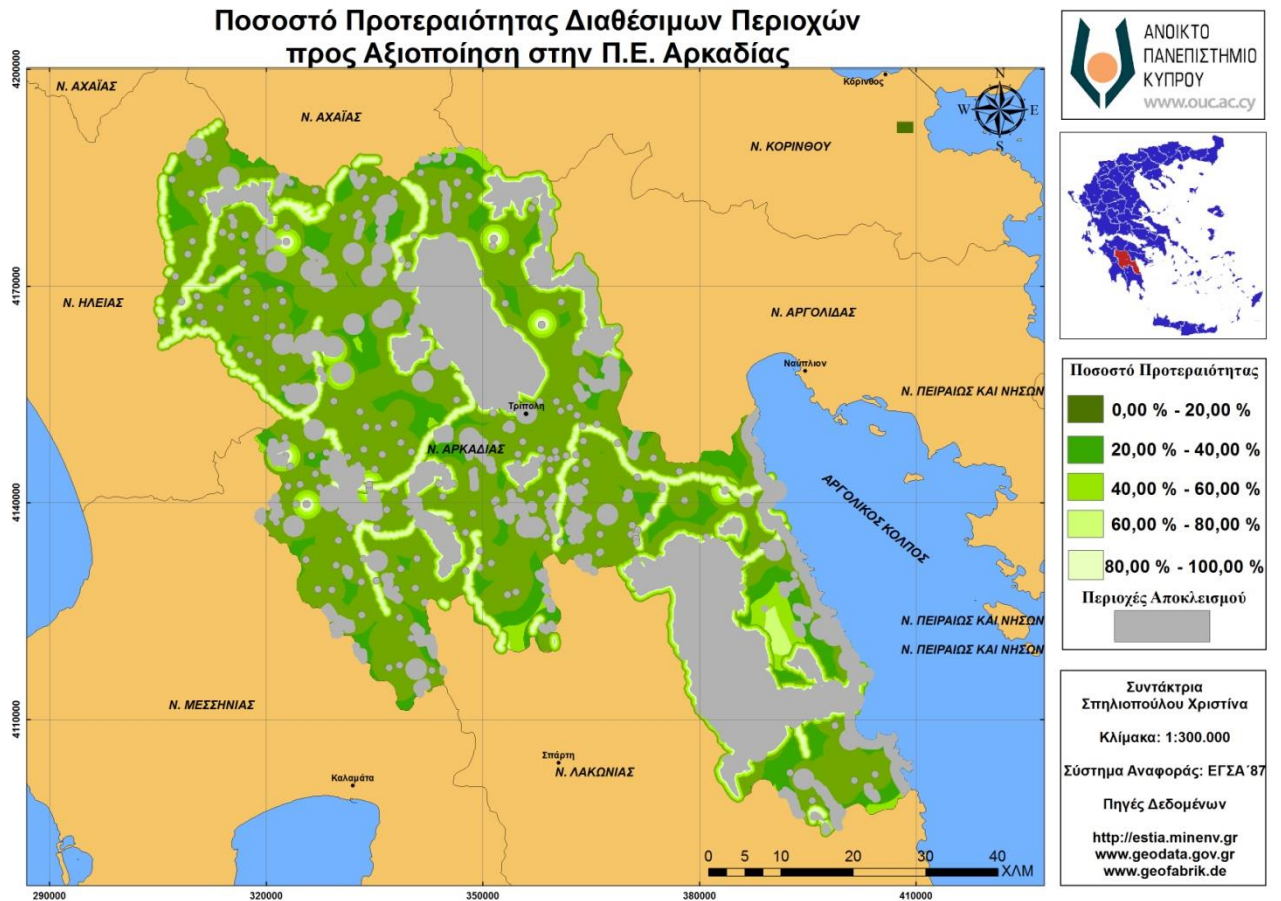 Ποσοστό Προτεραιότητας Διαθέσιμων Περιοχών
προς Αξιοποίηση στην Π.Ε. Αρκαδίας
ΑΝΟΙΚΤΟ
ΠΑΝΕΠΙΣΤΗΜΙΟ
ΚΥΠΡΟΥ
www.ouc.ac.cy
4200000
4170000
4140000
4110000
Ν. ΑΧΑΪΑΣ
Ν. ΑΧΑΪΑΣ
Κόρινθος
N
W
E
S
Ν. ΚΟΡΙΝΘΟΥ
Ν. ΗΛΕΙΑΣ
Ν. ΑΡΓΟΛΙΔΑΣ
Ναύπλιον
Ν. ΠΕΙΡΑΙΩΣ ΚΑΙ ΝΗΣΩΝ
Τρίπολη
Ν. ΑΡΚΑΔΙΑΣ
ΑΡΓΟΛΙΚΟΣ ΚΟΛΠΟΣ
Ν. ΠΕΙΡΑΙΩΣ ΚΑΙ ΝΗΣΩΝ
Ν. ΠΕΙΡΑΙΩΣ ΚΑΙ ΝΗΣΩΝ
Ν. ΜΕΣΣΗΝΙΑΣ
Σπάρτη
Ν. ΛΑΚΩΝΙΑΣ
Καλαμάτα
0 5 10 20 30 40
ΧΛΜ
290000 320000 350000 380000 410000
Ποσοστό Προτεραιότητας
0,00 % - 20,00 %
20,00 % - 40,00 %
40,00 % - 60,00 %
60,00 % - 80,00 %
80,00 % - 100,00 %
Περιοχές Αποκλεισμού
Συντάκτρια
Σπηλιοπούλου Χριστίνα
Κλίμακα: 1:300.000
Σύστημα Αναφοράς: ΕΓΣΑ΄87
Πηγές Δεδομένων
http://estia.minenv.gr
www.geodata.gov.gr
www.geofabrik.de